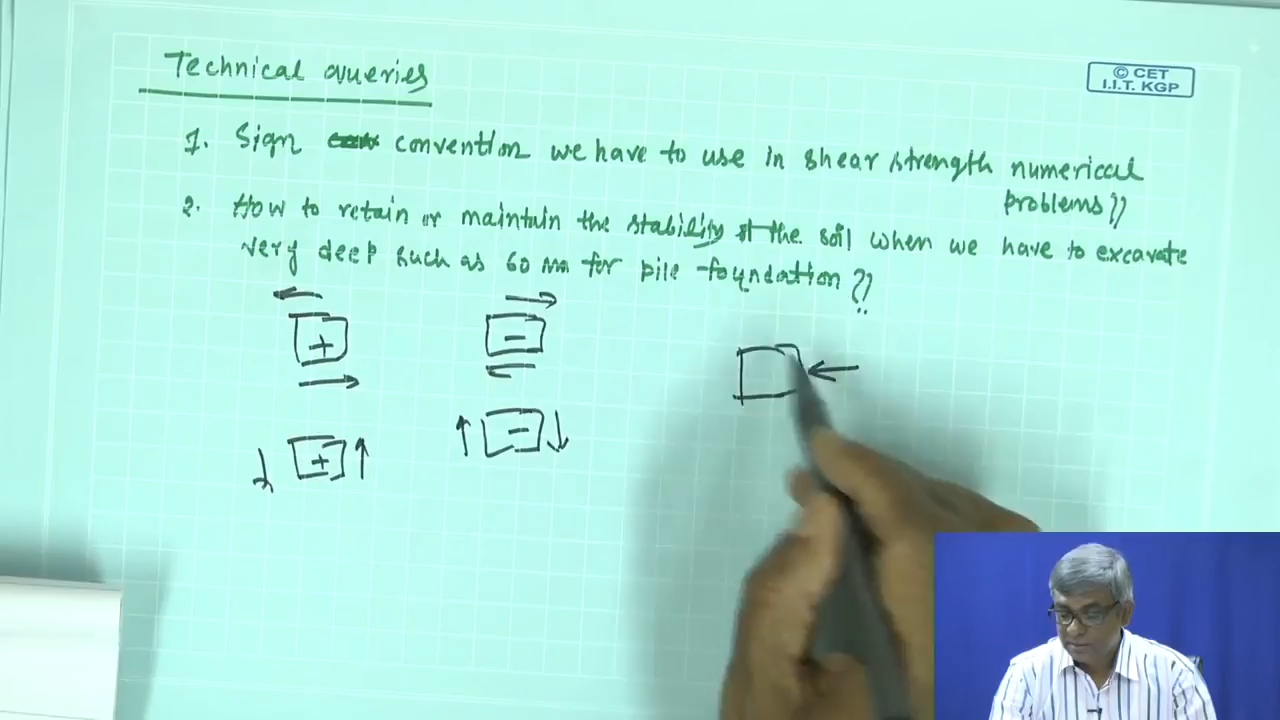 Technical queries
© CET
I.I.T. KGP
1. Sign convention we have to use in shear strength numerical
problems??
2. How to retain or maintain the stability of the soil when we have to excavate
very deep such as 60 m for pile foundation??
+
-
+
-